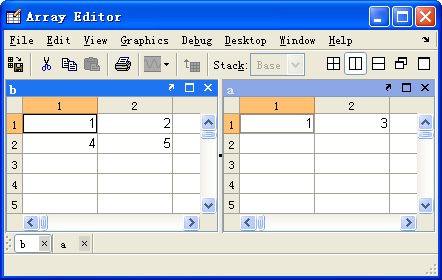 Array Editor
File Edit View Graphics Debug Desktop Window Help
Stack: Base
b a
1 2 1 2
1 1 2 1 1 3
2 4 5 2
3 3
4 4
5 5
b a